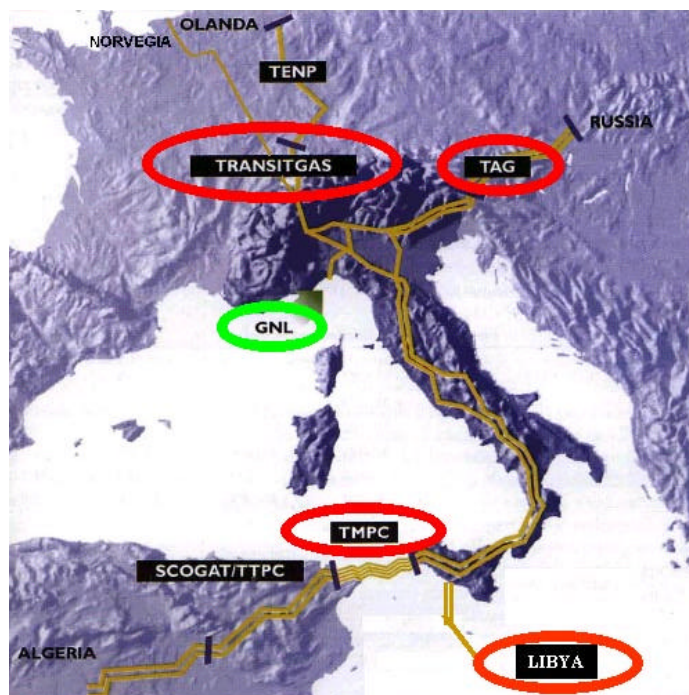 OLANDA
NORVEGIA
TENP
RUSSIA
TRANSITGAS
TAG
GNL
TMPC
SCOGAT/TTPC
ALGERIA
LIBYA